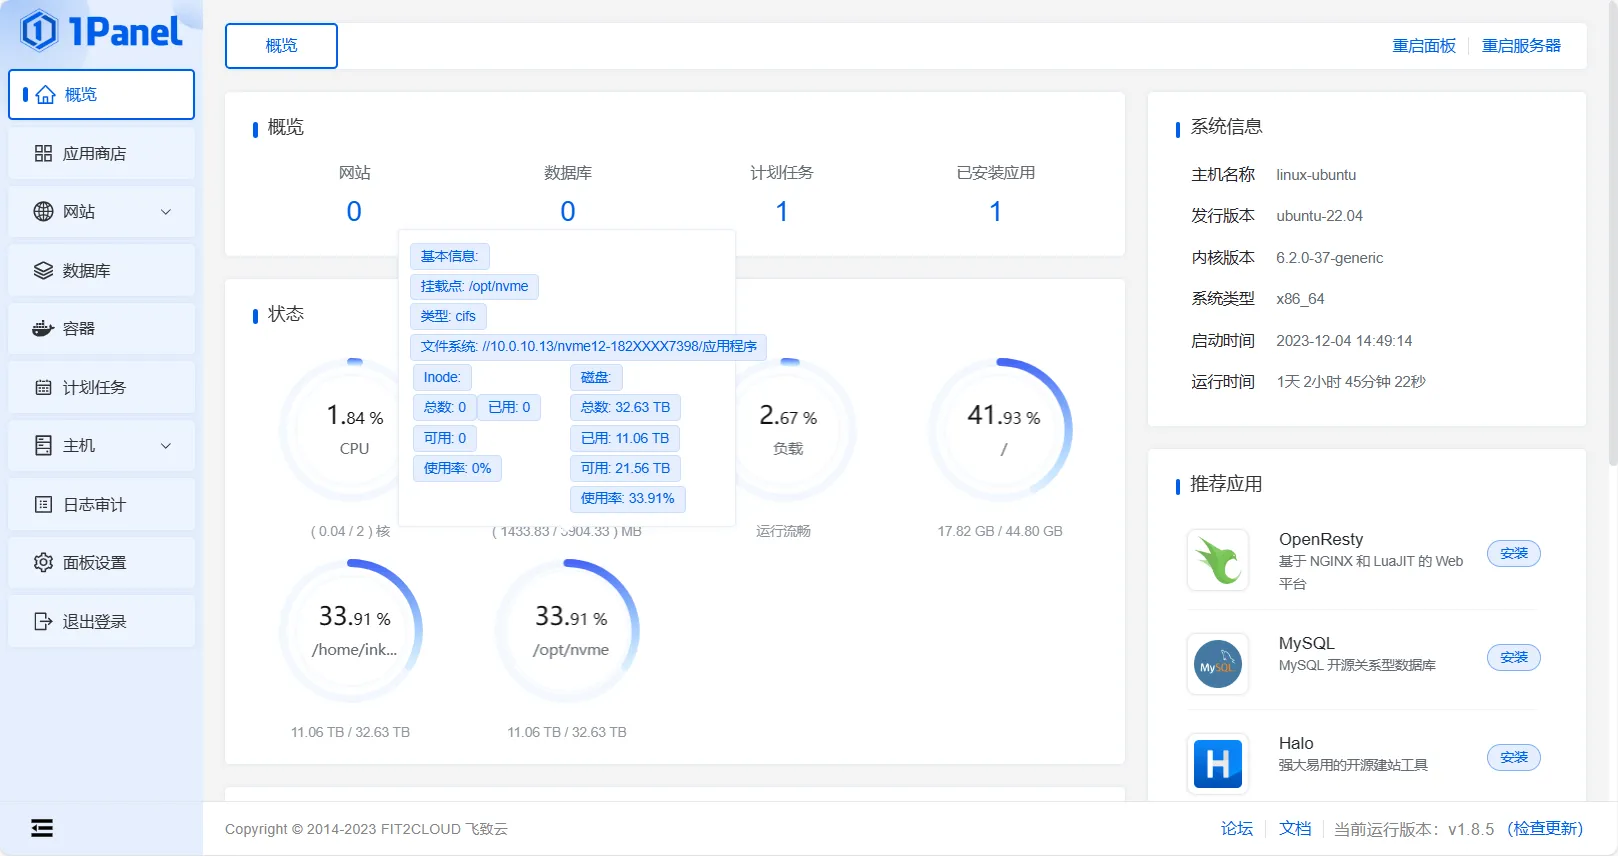 1Panel
概览
应用商店
网站
数据库
容器
计划任务
主机
日志审计
面板设置
退出登录
概览
重启面板
重启服务器
概览
网站
数据库
计划任务
已安装应用
0
0
1
1
状态
1.84 %
CPU
( 0.04 / 2 ) 核
( 1433.83 / 5904.33 ) MB
2.67 %
负载
运行流畅
41.93 %
/
17.82 GB / 44.80 GB
基本信息:
挂载点: /opt/nvme
类型: cifs
文件系统: //10.0.10.13/nvme12-182XXXX7398/应用程序
Inode:
总数: 0
已用: 0
可用: 0
使用率: 0%
磁盘:
总数: 32.63 TB
已用: 11.06 TB
可用: 21.56 TB
使用率: 33.91%
33.91 %
/home/ink...
11.06 TB / 32.63 TB
33.91 %
/opt/nvme
11.06 TB / 32.63 TB
系统信息
主机名称 linux-ubuntu
发行版本 ubuntu-22.04
内核版本 6.2.0-37-generic
系统类型 x86_64
启动时间 2023-12-04 14:49:14
运行时间 1天 2小时 45分钟 22秒
推荐应用
OpenResty
基于 NGINX 和 LuaJIT 的 Web
平台
安装
MySQL
MySQL
MySQL 开源关系型数据库
安装
H
Halo
强大易用的开源建站工具
安装
Copyright © 2014-2023 FIT2CLOUD 飞致云
论坛
文档
当前运行版本： v1.8.5 (检查更新)